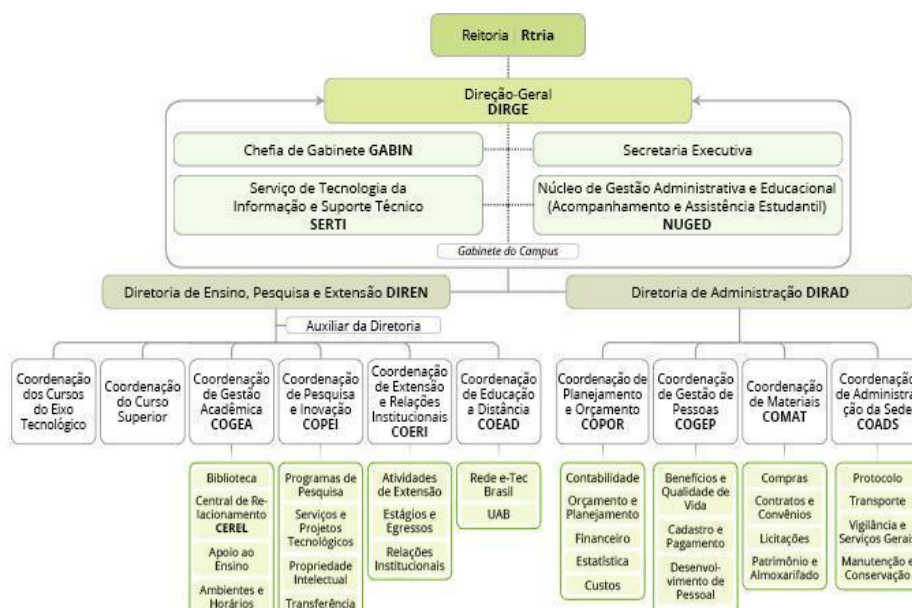 Reitoria Rtria
Direção-Geral
DIRGE
Chefia de Gabinete GABIN
Secretaria Executiva
Serviço de Tecnologia da
Informação e Suporte Técnico
SERTI
Núcleo de Gestão Administrativa e Educacional
(Acompanhamento e Assistência Estudantil)
NUGED
Gabinete do Campus
Diretoria de Ensino, Pesquisa e Extensão DIREN
Diretoria de Administração DIRAD
Auxiliar da Diretoria
Coordenação
dos Cursos
do Eixo
Tecnológico
Coordenação
do Curso
Superior
Coordenação
de Gestão
Acadêmica
COGEA
Coordenação
de Pesquisa
e Inovação
COPEI
Coordenação
de Extensão
e Relações
Institucionais
COERI
Coordenação
de Educação
a Distância
COEAD
Coordenação de
Planejamento
e Orçamento
COPOR
Coordenação
de Gestão de
Pessoas
COGEP
Coordenação
de Materiais
COMAT
Coordenação
de Administra-
ção da Sede
COADS
Biblioteca
Central de Re-
lacionamento
CEREL
Apoio ao
Ensino
Ambientes e
Horários
Programas de
Pesquisa
Serviços e
Projetos
Tecnológicos
Propriedade
Intelectual
Transferência
Atividades
de Extensão
Estágios e
Egressos
Relações
Institucionais
Rede e-Tec
Brasil
UAB
Contabilidade
Orçamento e
Planejamento
Financeiro
Estatística
Custos
Benefícios e
Qualidade de
Vida
Cadastro e
Pagamento
Desenvol-
vimento de
Pessoal
Compras
Contratos e
Convênios
Licitações
Patrimônio e
Almoxarifado
Protocolo
Transporte
Vigilância e
Serviços Gerais
Manutenção e
Conservação